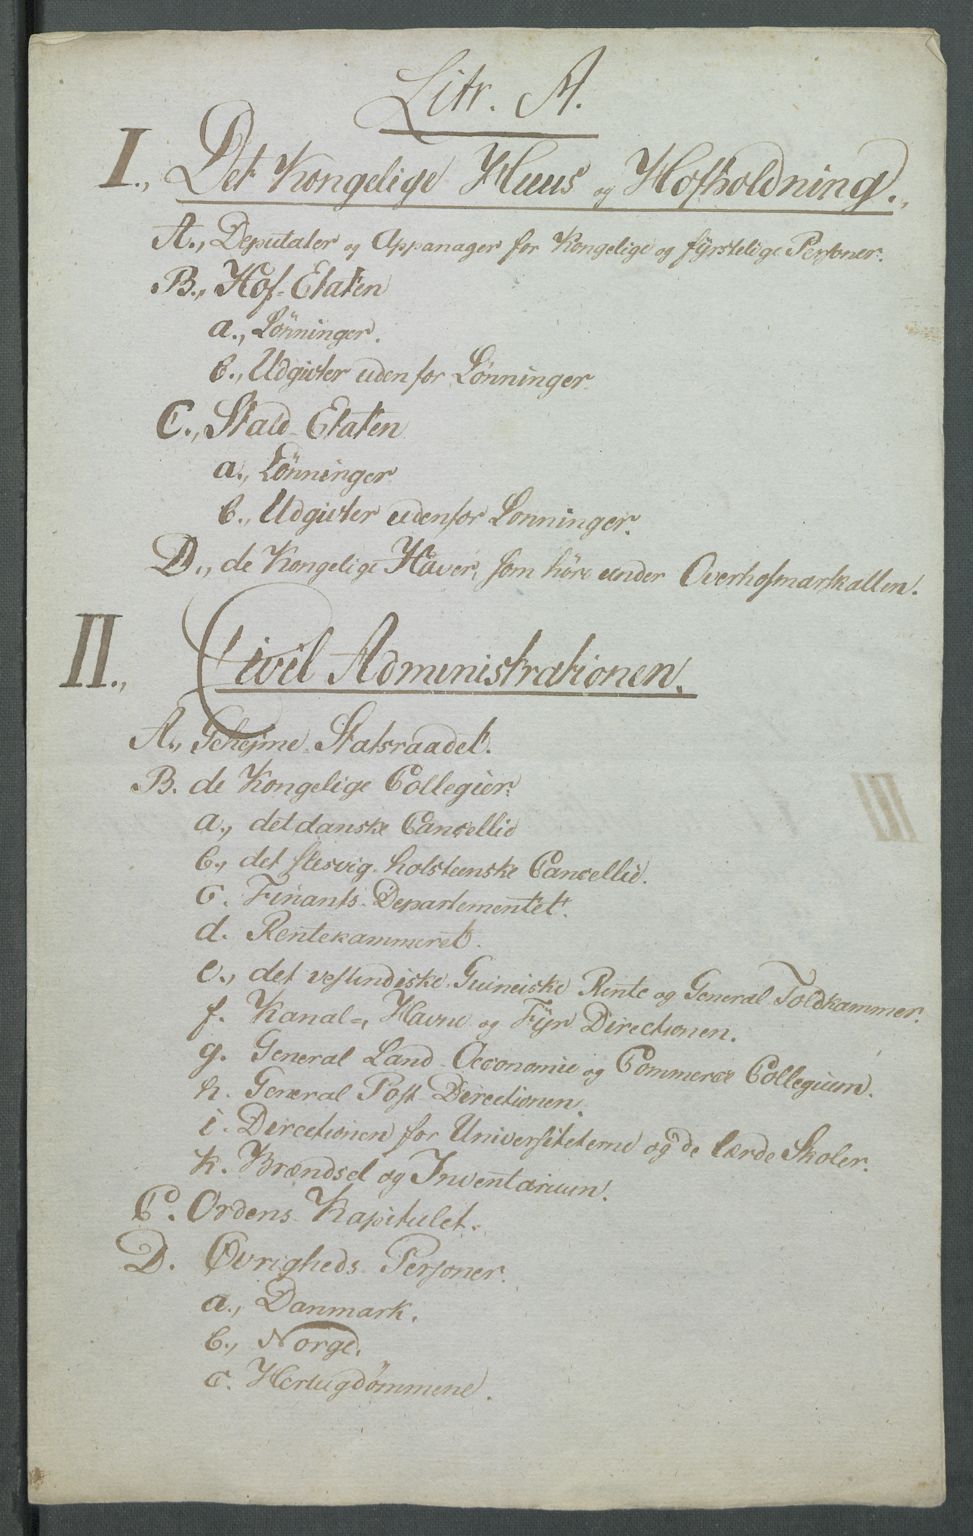 Litr. A.
I., Det Kongelige Huus og Hofholdning.,
A., Deputater og Appanager for Kongelige og fyrstelige Personer.
B., Hof-Etaten
a., Lönninger.
b., Udgivter uden for Lönninger
C., Stald-Etaten
a., Lönninger
b., Udgivter udenfor Lönninger.
D., de Kongelige Haver, som höre under Overhofmarskallen.
II., Civil Administrationen.
A., Geheime-Statsraadet.
B. de Kongelige Collegier.
a., det danske Cancellie
b., det slesvig-holsteenske Cancellie.
c. Finants-Departementet.
d. Rentekammeret.
e., det vestindiske-Guineiske Rente og General Toldkammer.
f. Kanal-, Havne og Fyr Directionen.
g. General Land-Oeconomie og Commerce Collegium.
h. General Post-Directionen.
i. Directionen for Universiteterne og de lærde Skoler.
k. Brændsel og Inventarium.
C. Ordens-Kapitulet.
D. Øvrigheds-Personer.
a., Danmark.
b., Norge.
c. Hertugdömmene.
III